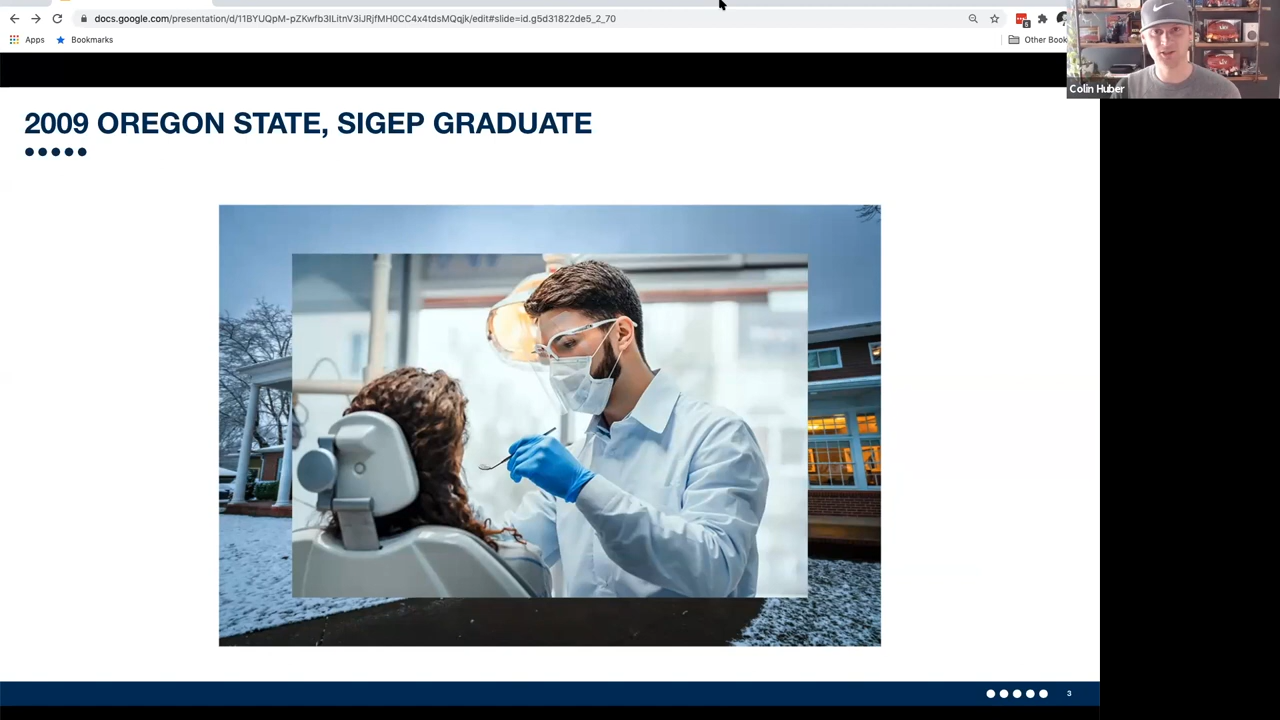 docs.google.com/presentation/d/11BYUQpM-pZKwfb3ILitnV3iJRjfMH0CC4x4tdsMQqjk/edit#slide=id.g5d31822de5_2_70
Apps
Bookmarks
Other Book
Colin Huber
2009 OREGON STATE, SIGEP GRADUATE
3